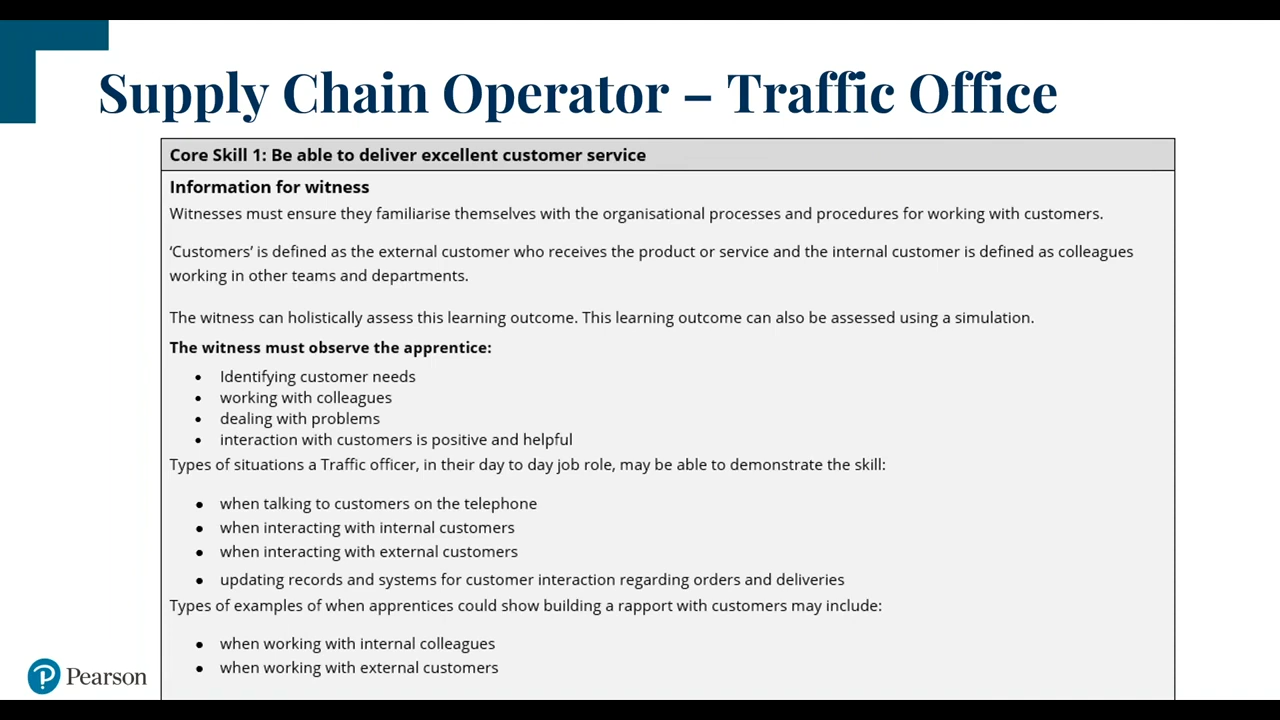 Supply Chain Operator – Traffic Office
Core Skill 1: Be able to deliver excellent customer service
Information for witness
Witnesses must ensure they familiarise themselves with the organisational processes and procedures for working with customers.
‘Customers’ is defined as the external customer who receives the product or service and the internal customer is defined as colleagues
working in other teams and departments.
The witness can holistically assess this learning outcome. This learning outcome can also be assessed using a simulation.
The witness must observe the apprentice:
• Identifying customer needs
• working with colleagues
• dealing with problems
• interaction with customers is positive and helpful
Types of situations a Traffic officer, in their day to day job role, may be able to demonstrate the skill:
• when talking to customers on the telephone
• when interacting with internal customers
• when interacting with external customers
• updating records and systems for customer interaction regarding orders and deliveries
Types of examples of when apprentices could show building a rapport with customers may include:
• when working with internal colleagues
• when working with external customers
Pearson